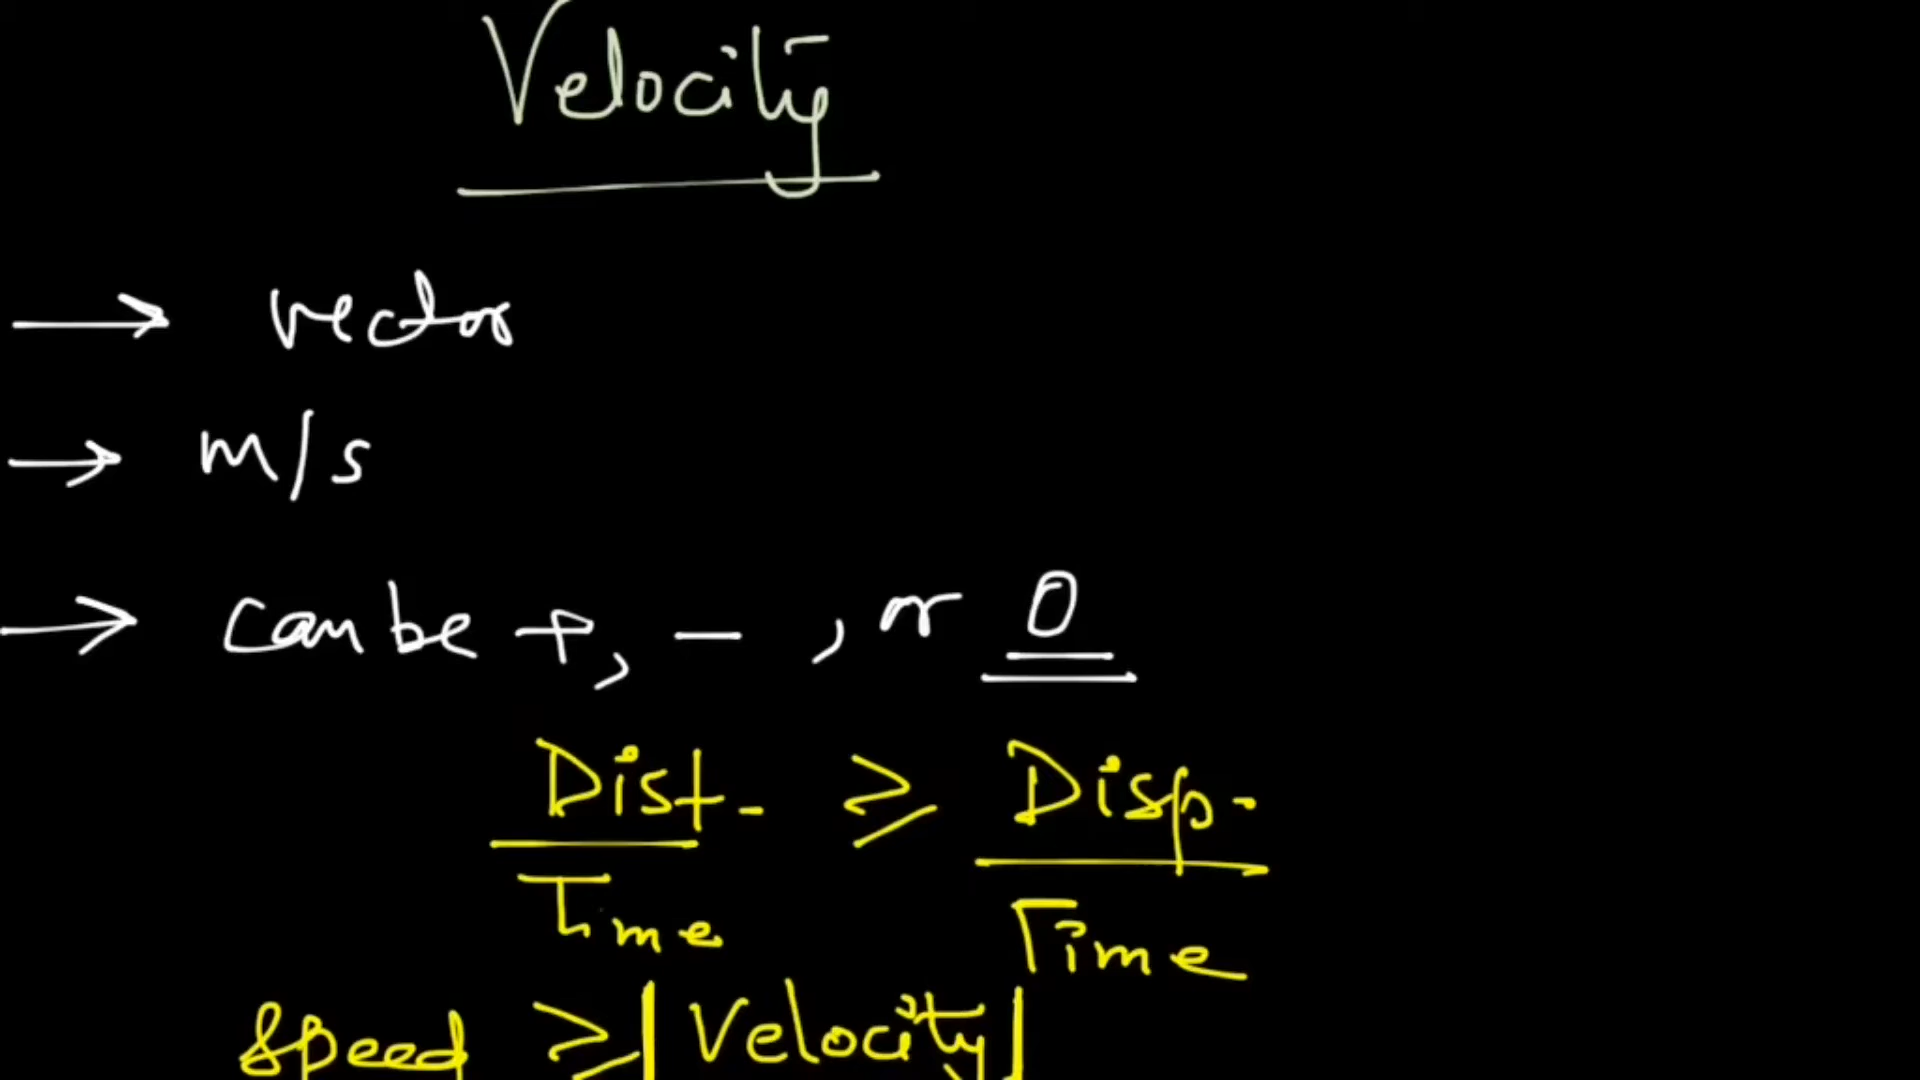 Velocity
→ vector
→ m/s
→ can be +, - , or 0
Dist. ≥ Disp.
Time Time
Speed ≥ |Velocity|